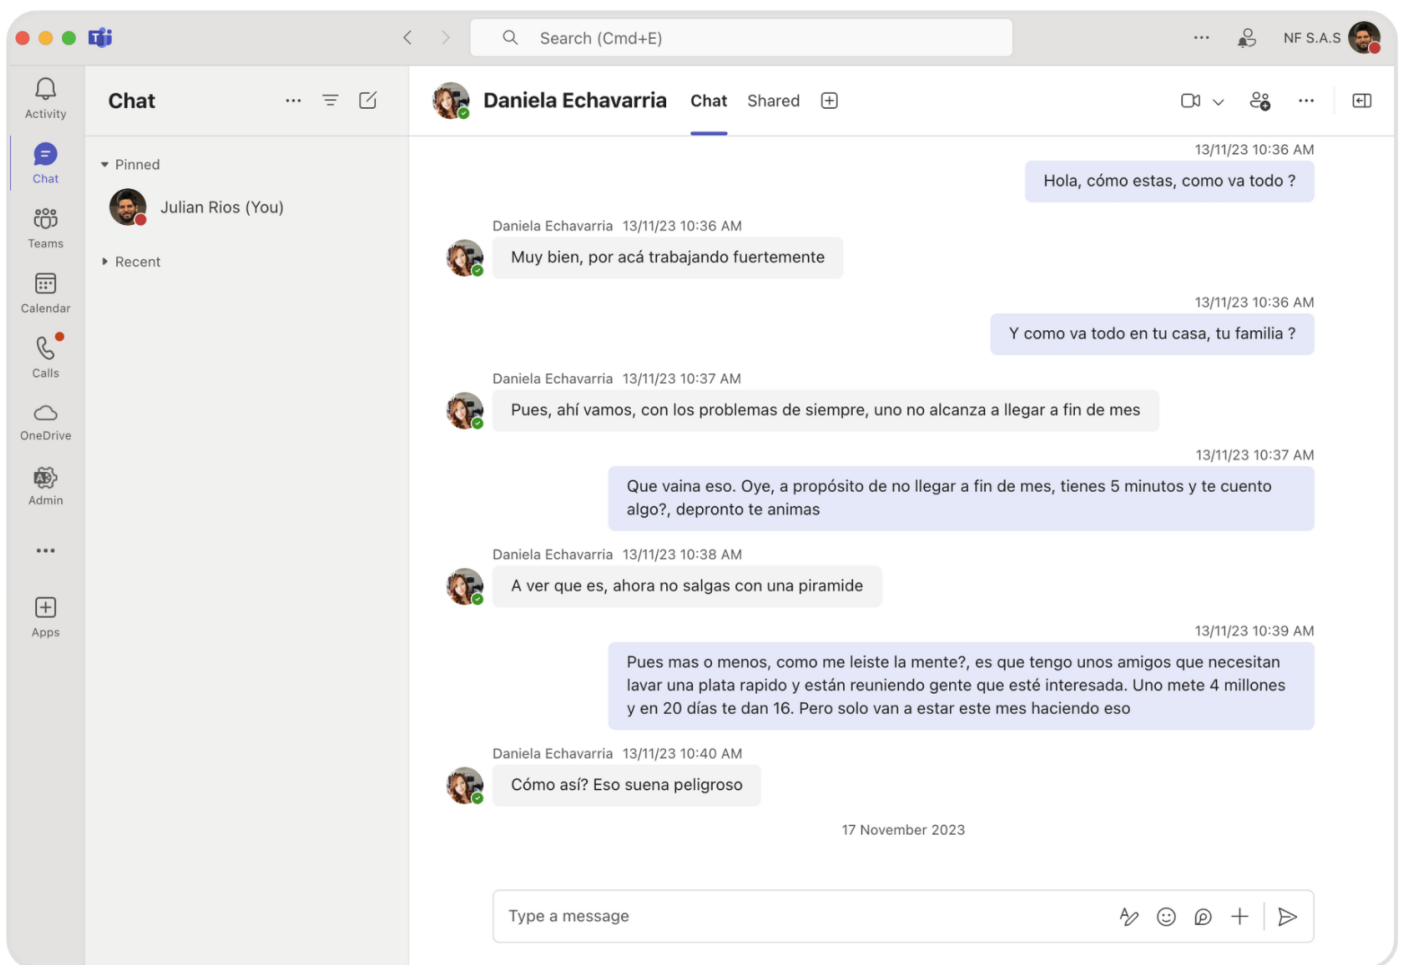 Search (Cmd+E)
NF S.A.S
Activity
Chat
Teams
Calendar
Calls
OneDrive
Admin
Apps
Chat
Pinned
Julian Rios (You)
Recent
Daniela Echavarria Chat Shared
13/11/23 10:36 AM
Hola, cómo estas, como va todo ?
Daniela Echavarria 13/11/23 10:36 AM
Muy bien, por acá trabajando fuertemente
13/11/23 10:36 AM
Y como va todo en tu casa, tu familia ?
Daniela Echavarria 13/11/23 10:37 AM
Pues, ahí vamos, con los problemas de siempre, uno no alcanza a llegar a fin de mes
13/11/23 10:37 AM
Que vaina eso. Oye, a propósito de no llegar a fin de mes, tienes 5 minutos y te cuento
algo?, depronto te animas
Daniela Echavarria 13/11/23 10:38 AM
A ver que es, ahora no salgas con una piramide
13/11/23 10:39 AM
Pues mas o menos, como me leiste la mente?, es que tengo unos amigos que necesitan
lavar una plata rapido y están reuniendo gente que esté interesada. Uno mete 4 millones
y en 20 días te dan 16. Pero solo van a estar este mes haciendo eso
Daniela Echavarria 13/11/23 10:40 AM
Cómo así? Eso suena peligroso
17 November 2023
Type a message